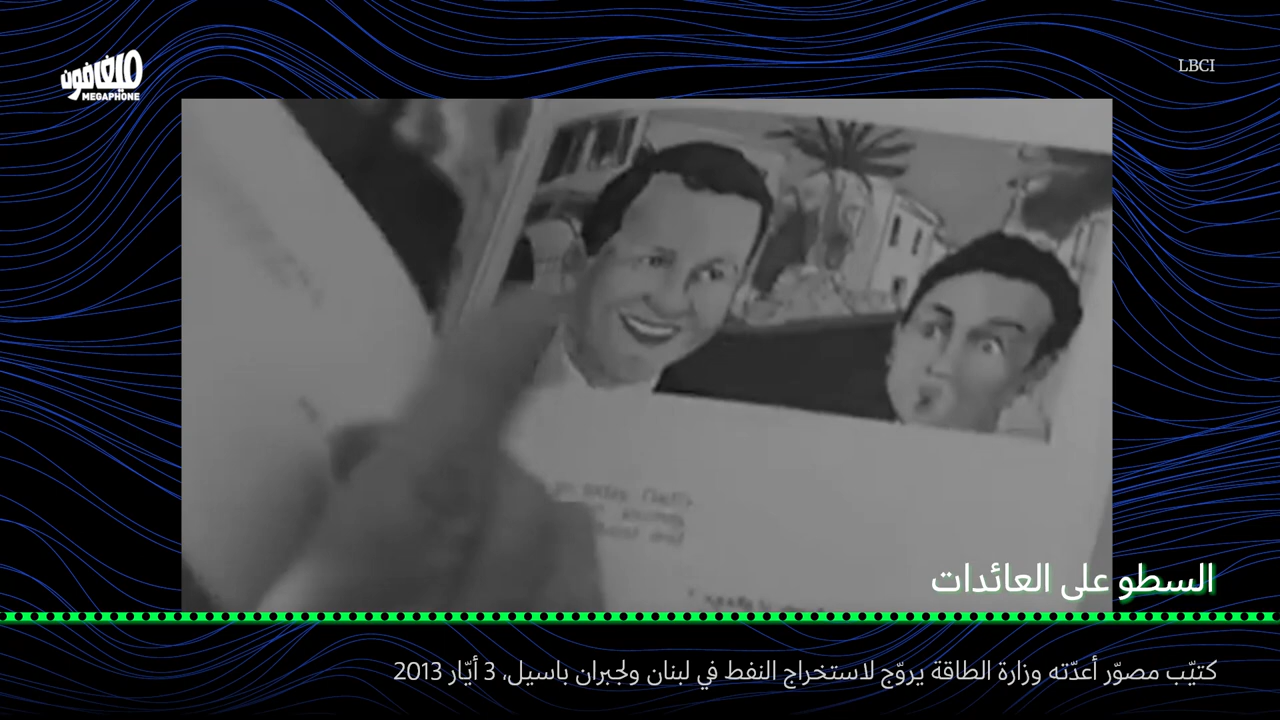 ميغافون
MEGAPHONE
LBCI
السطو على العائدات
كتيّب مصوّر أعدّته وزارة الطاقة يروّج لاستخراج النفط في لبنان ولجبران باسيل، 3 أيّار 2013